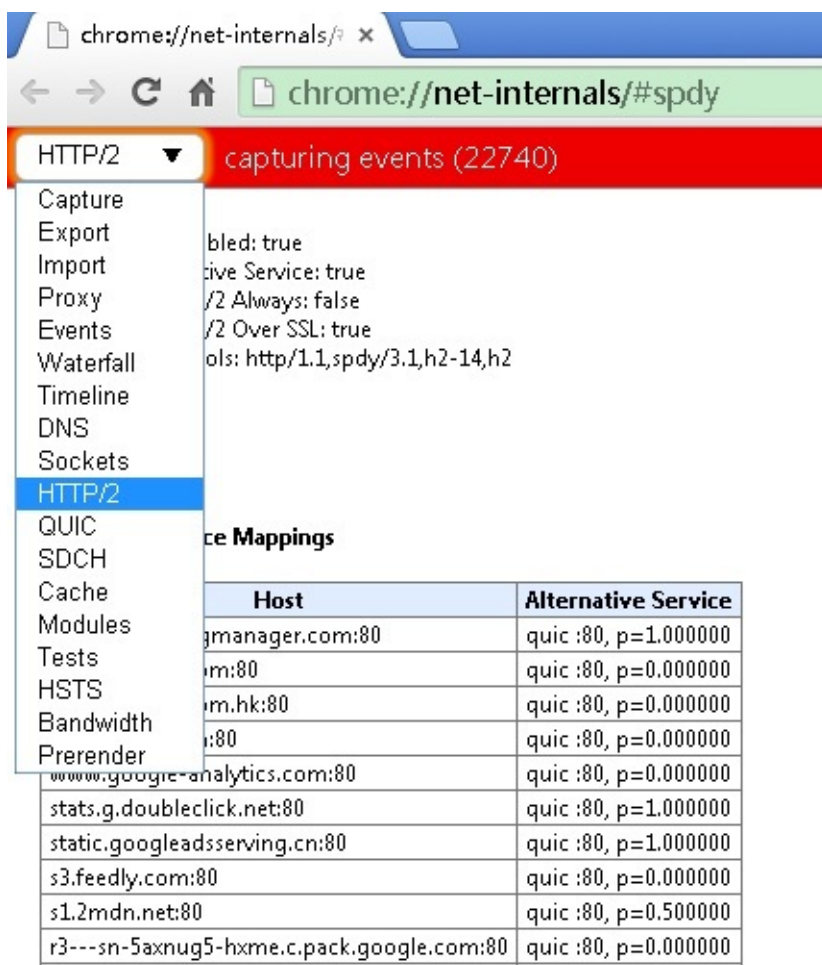 chrome://net-internals/
chrome://net-internals/#spdy
HTTP/2
capturing events (22740)
Capture
Export
Import
Proxy
Events
Waterfall
Timeline
DNS
Sockets
HTTP/2
QUIC
SDCH
Cache
Modules
Tests
HSTS
Bandwidth
Prerender
bled: true
tive Service: true
/2 Always: false
/2 Over SSL: true
ols: http/1.1,spdy/3.1,h2-14,h2
ce Mappings
Host Alternative Service
gmanager.com:80 quic :80, p=1.000000
om:80 quic :80, p=0.000000
om.hk:80 quic :80, p=0.000000
:80 quic :80, p=0.000000
www.google-analytics.com:80 quic :80, p=0.000000
stats.g.doubleclick.net:80 quic :80, p=1.000000
static.googleadsserving.cn:80 quic :80, p=1.000000
s3.feedly.com:80 quic :80, p=0.000000
s1.2mdn.net:80 quic :80, p=0.500000
r3---sn-5axnug5-hxme.c.pack.google.com:80 quic :80, p=0.000000